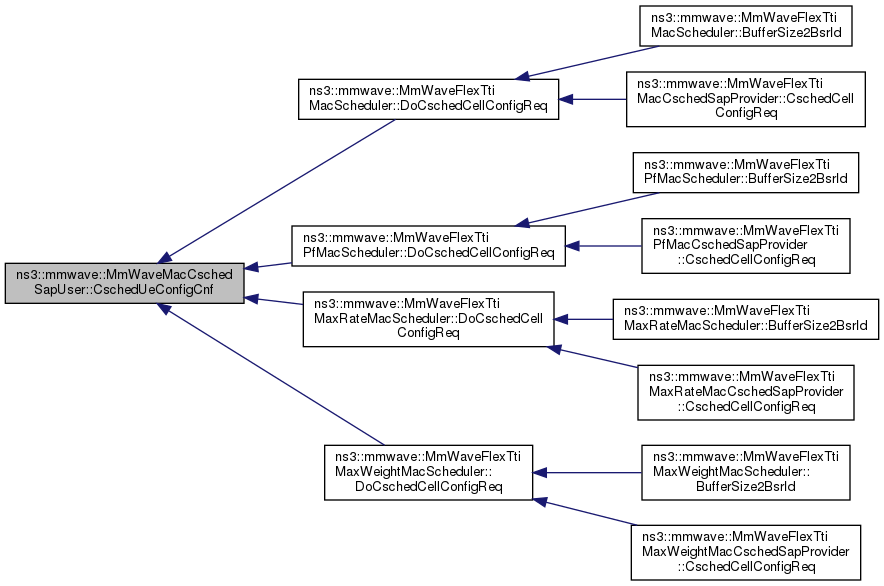 ns3::mmwave::MmWaveFlexTti
MacScheduler::BufferSize2BsrId
ns3::mmwave::MmWaveFlexTti
MacScheduler::DoCschedCellConfigReq
ns3::mmwave::MmWaveFlexTti
MacCschedSapProvider::CschedCell
ConfigReq
ns3::mmwave::MmWaveFlexTti
PfMacScheduler::BufferSize2BsrId
ns3::mmwave::MmWaveFlexTti
PfMacScheduler::DoCschedCellConfigReq
ns3::mmwave::MmWaveFlexTti
PfMacCschedSapProvider
::CschedCellConfigReq
ns3::mmwave::MmWaveMacCsched
SapUser::CschedUeConfigCnf
ns3::mmwave::MmWaveFlexTti
MaxRateMacScheduler::DoCschedCell
ConfigReq
ns3::mmwave::MmWaveFlexTti
MaxRateMacScheduler::BufferSize2BsrId
ns3::mmwave::MmWaveFlexTti
MaxRateMacCschedSapProvider
::CschedCellConfigReq
ns3::mmwave::MmWaveFlexTti
MaxWeightMacScheduler::
DoCschedCellConfigReq
ns3::mmwave::MmWaveFlexTti
MaxWeightMacScheduler::
BufferSize2BsrId
ns3::mmwave::MmWaveFlexTti
MaxWeightMacCschedSapProvider
::CschedCellConfigReq